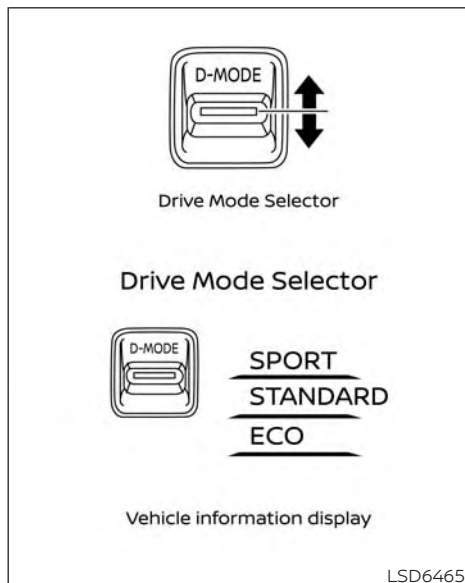 D-MODE
Drive Mode Selector
Drive Mode Selector
D-MODE
SPORT
STANDARD
ECO
Vehicle information display
LSD6465